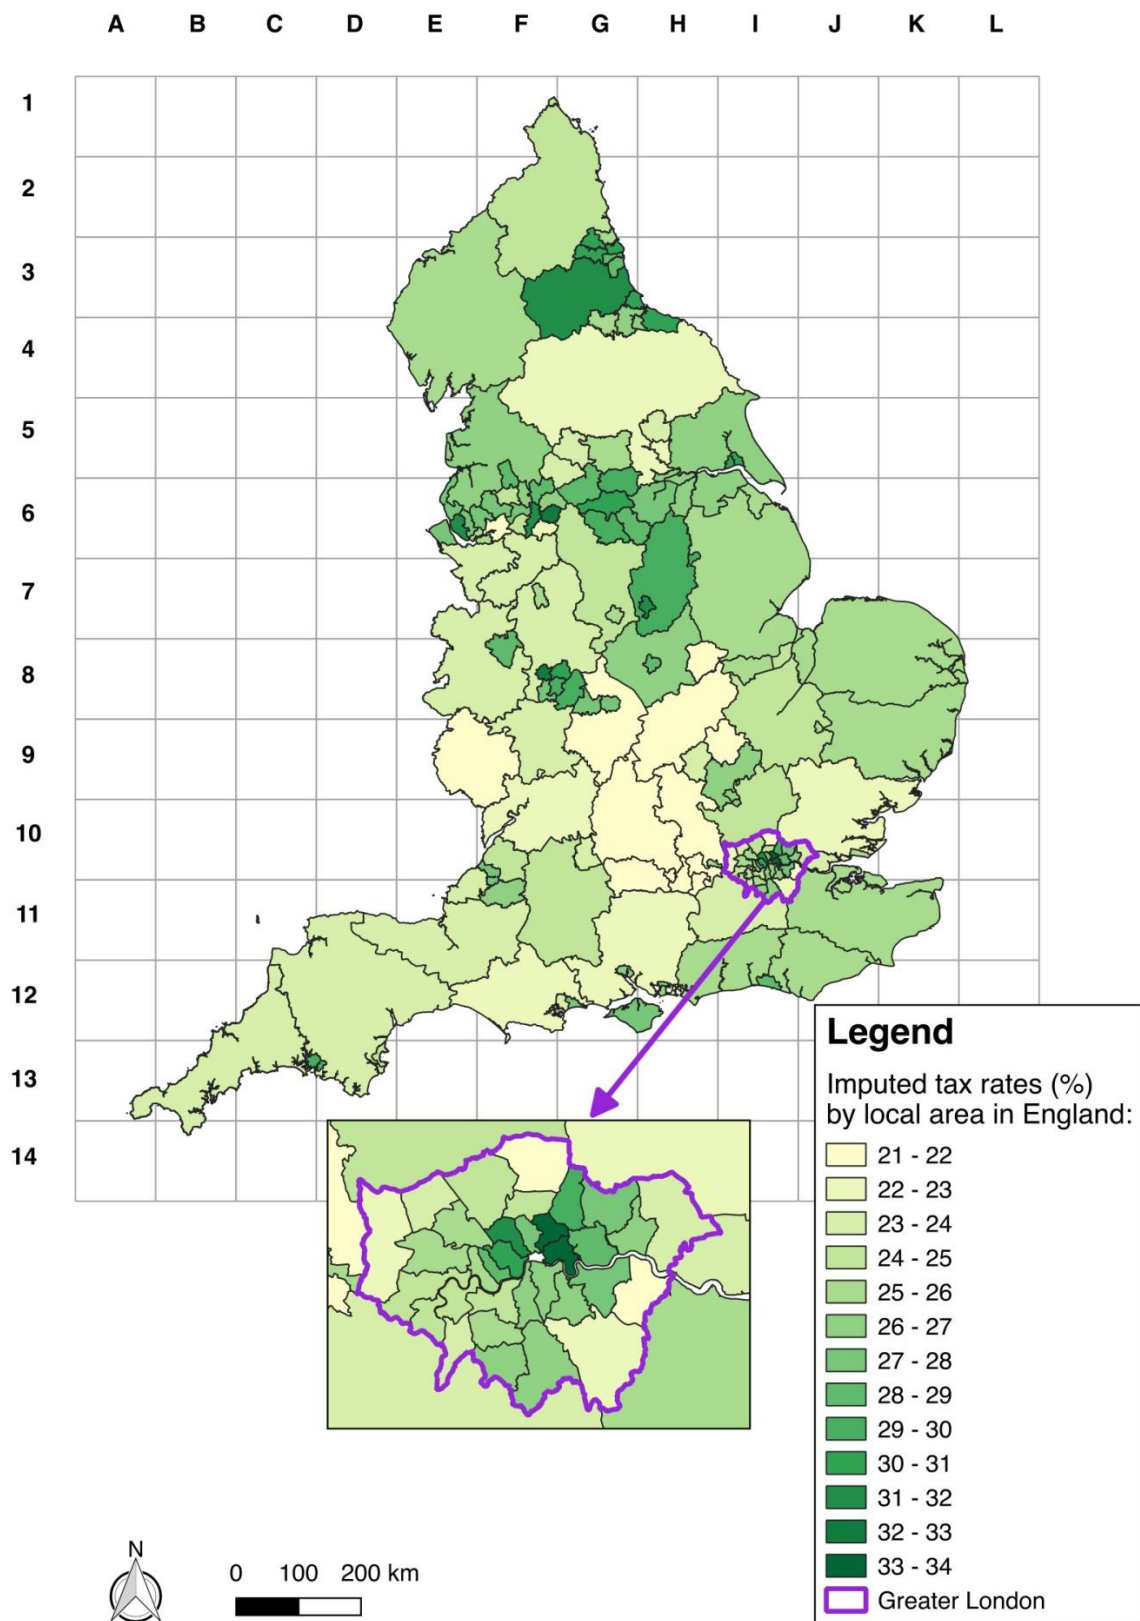 A B C D E F G H I J K L
1
2
3
4
5
6
7
8
9
10
11
12
13
14
Legend
Imputed tax rates (%)
by local area in England:
21 - 22
22 - 23
23 - 24
24 - 25
25 - 26
26 - 27
27 - 28
28 - 29
29 - 30
30 - 31
31 - 32
32 - 33
33 - 34
Greater London
N
0 100 200 km